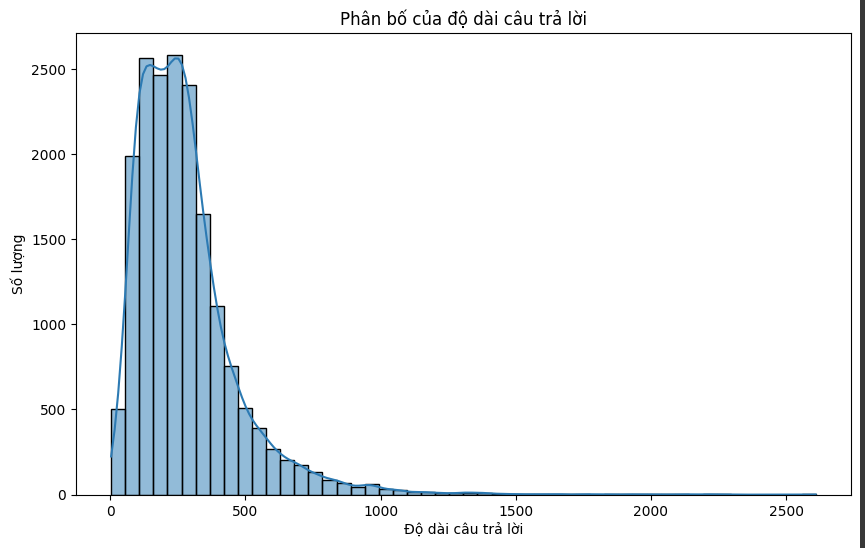 Phân bố của độ dài câu trả lời
2500
2000
1500
1000
500
0
Số lượng
0 500 1000 1500 2000 2500
Độ dài câu trả lời